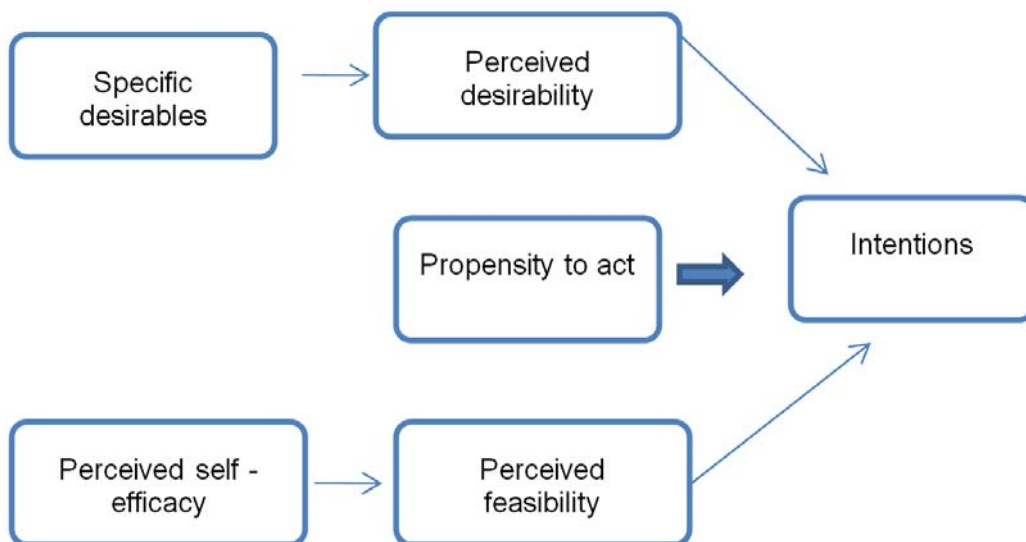 Specific
desirables
Perceived
desirability
Propensity to act
Intentions
Perceived self -
efficacy
Perceived
feasibility